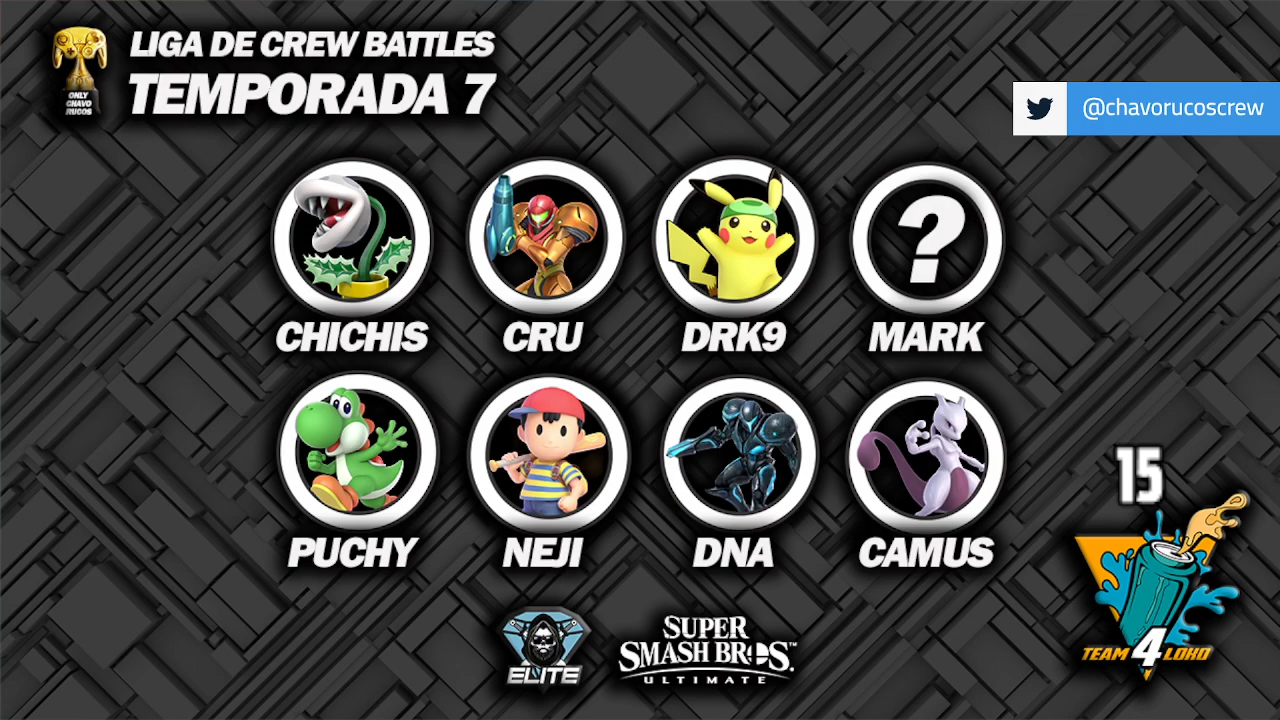 LIGA DE CREW BATTLES
TEMPORADA 7
ONLY
CHAVO
RUCOS
@chavorucoscrew
?
CHICHIS CRU DRK9 MARK
PUCHY NEJI DNA CAMUS
15
TEAM 4 LOKO
ELITE
SUPER
SMASH BROS.™
ULTIMATE